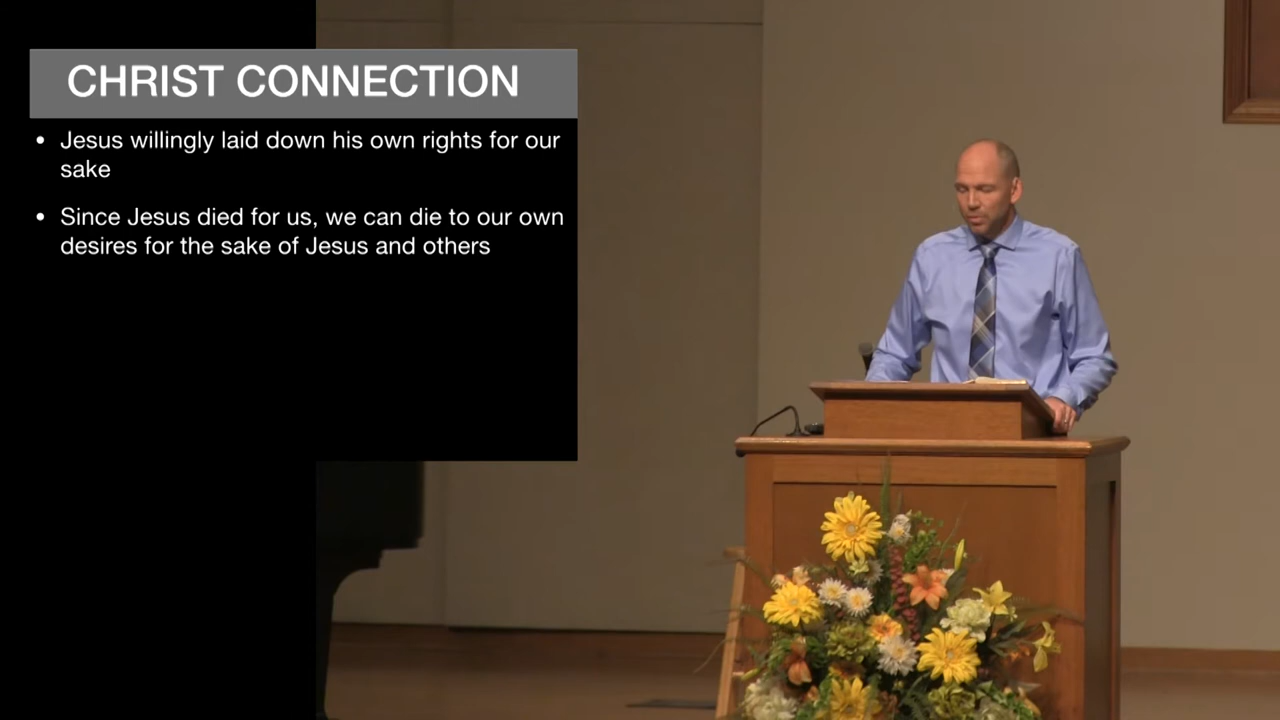 CHRIST CONNECTION
• Jesus willingly laid down his own rights for our
sake
• Since Jesus died for us, we can die to our own
desires for the sake of Jesus and others